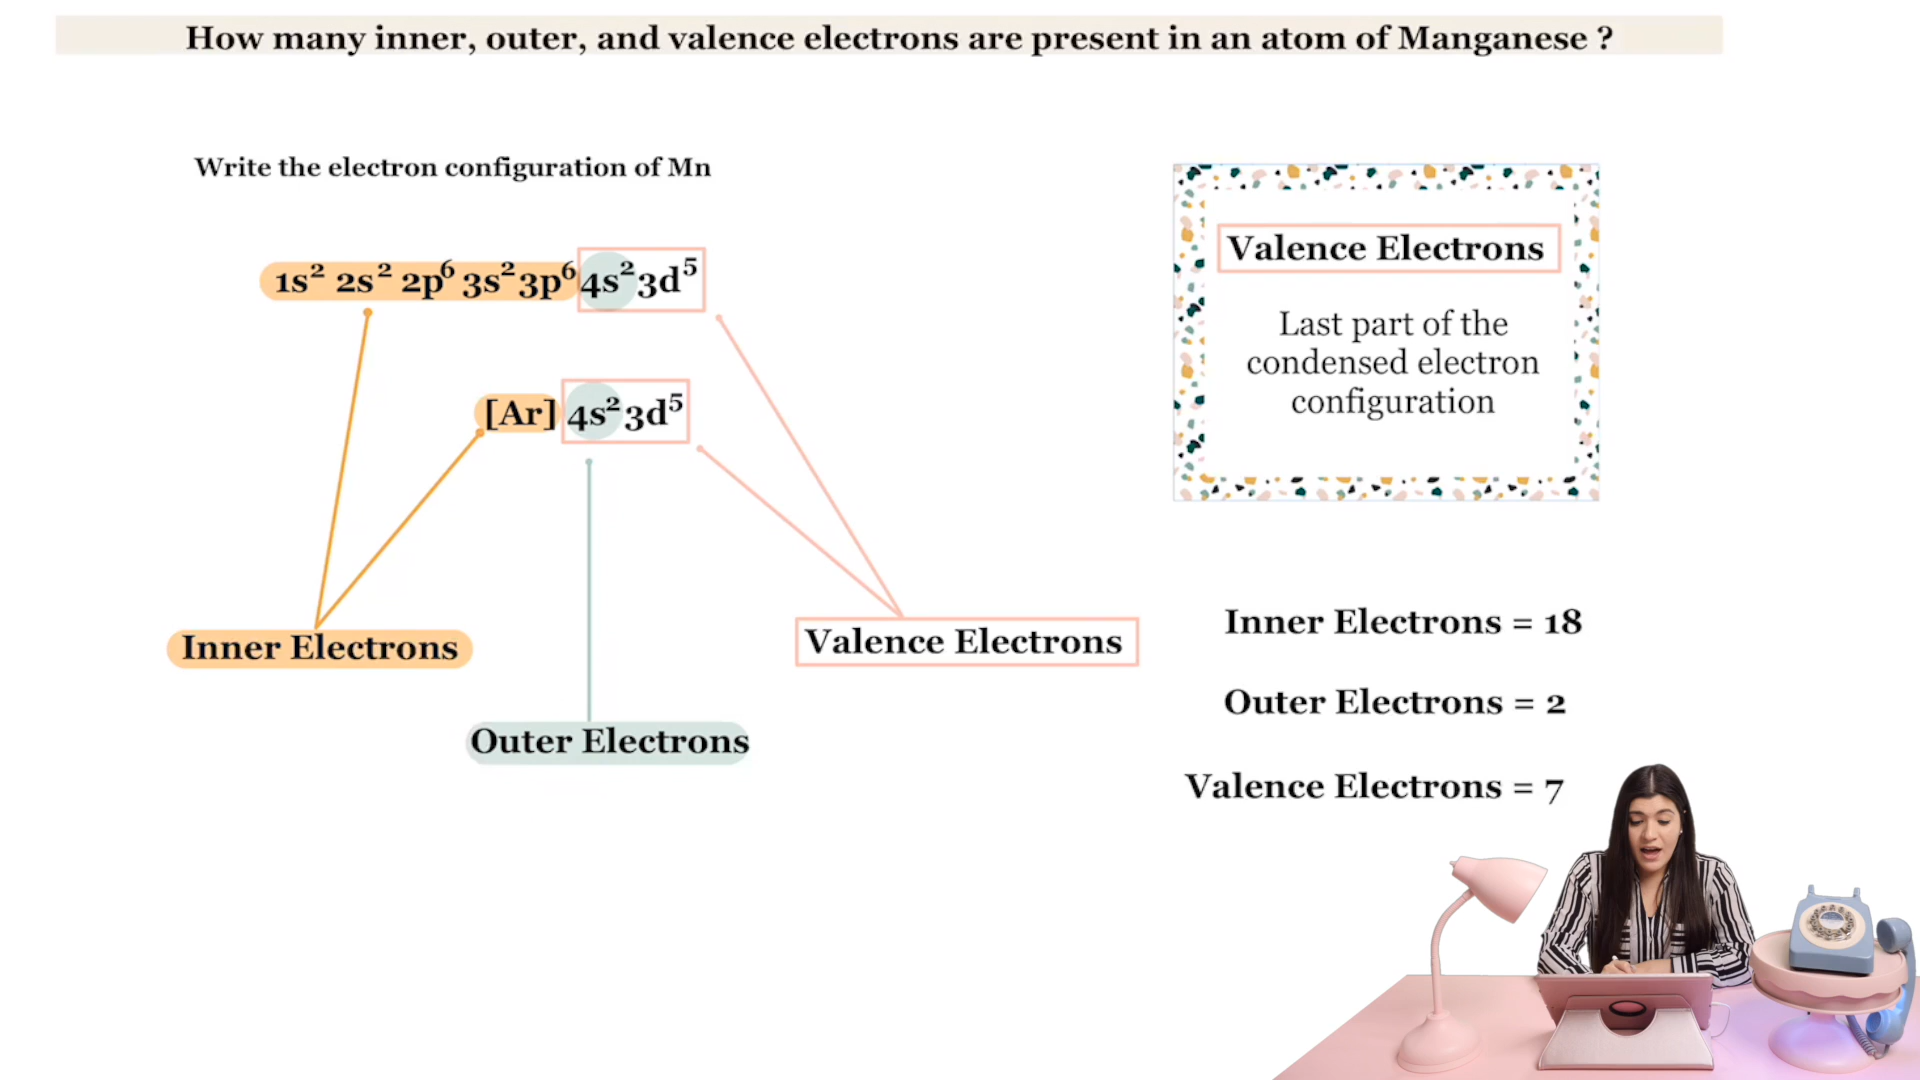 How many inner, outer, and valence electrons are present in an atom of Manganese ?
Write the electron configuration of Mn
1s² 2s² 2p⁶ 3s² 3p⁶ 4s² 3d⁵
[Ar] 4s² 3d⁵
Inner Electrons
Outer Electrons
Valence Electrons
Valence Electrons
Last part of the
condensed electron
configuration
Inner Electrons = 18
Outer Electrons = 2
Valence Electrons = 7